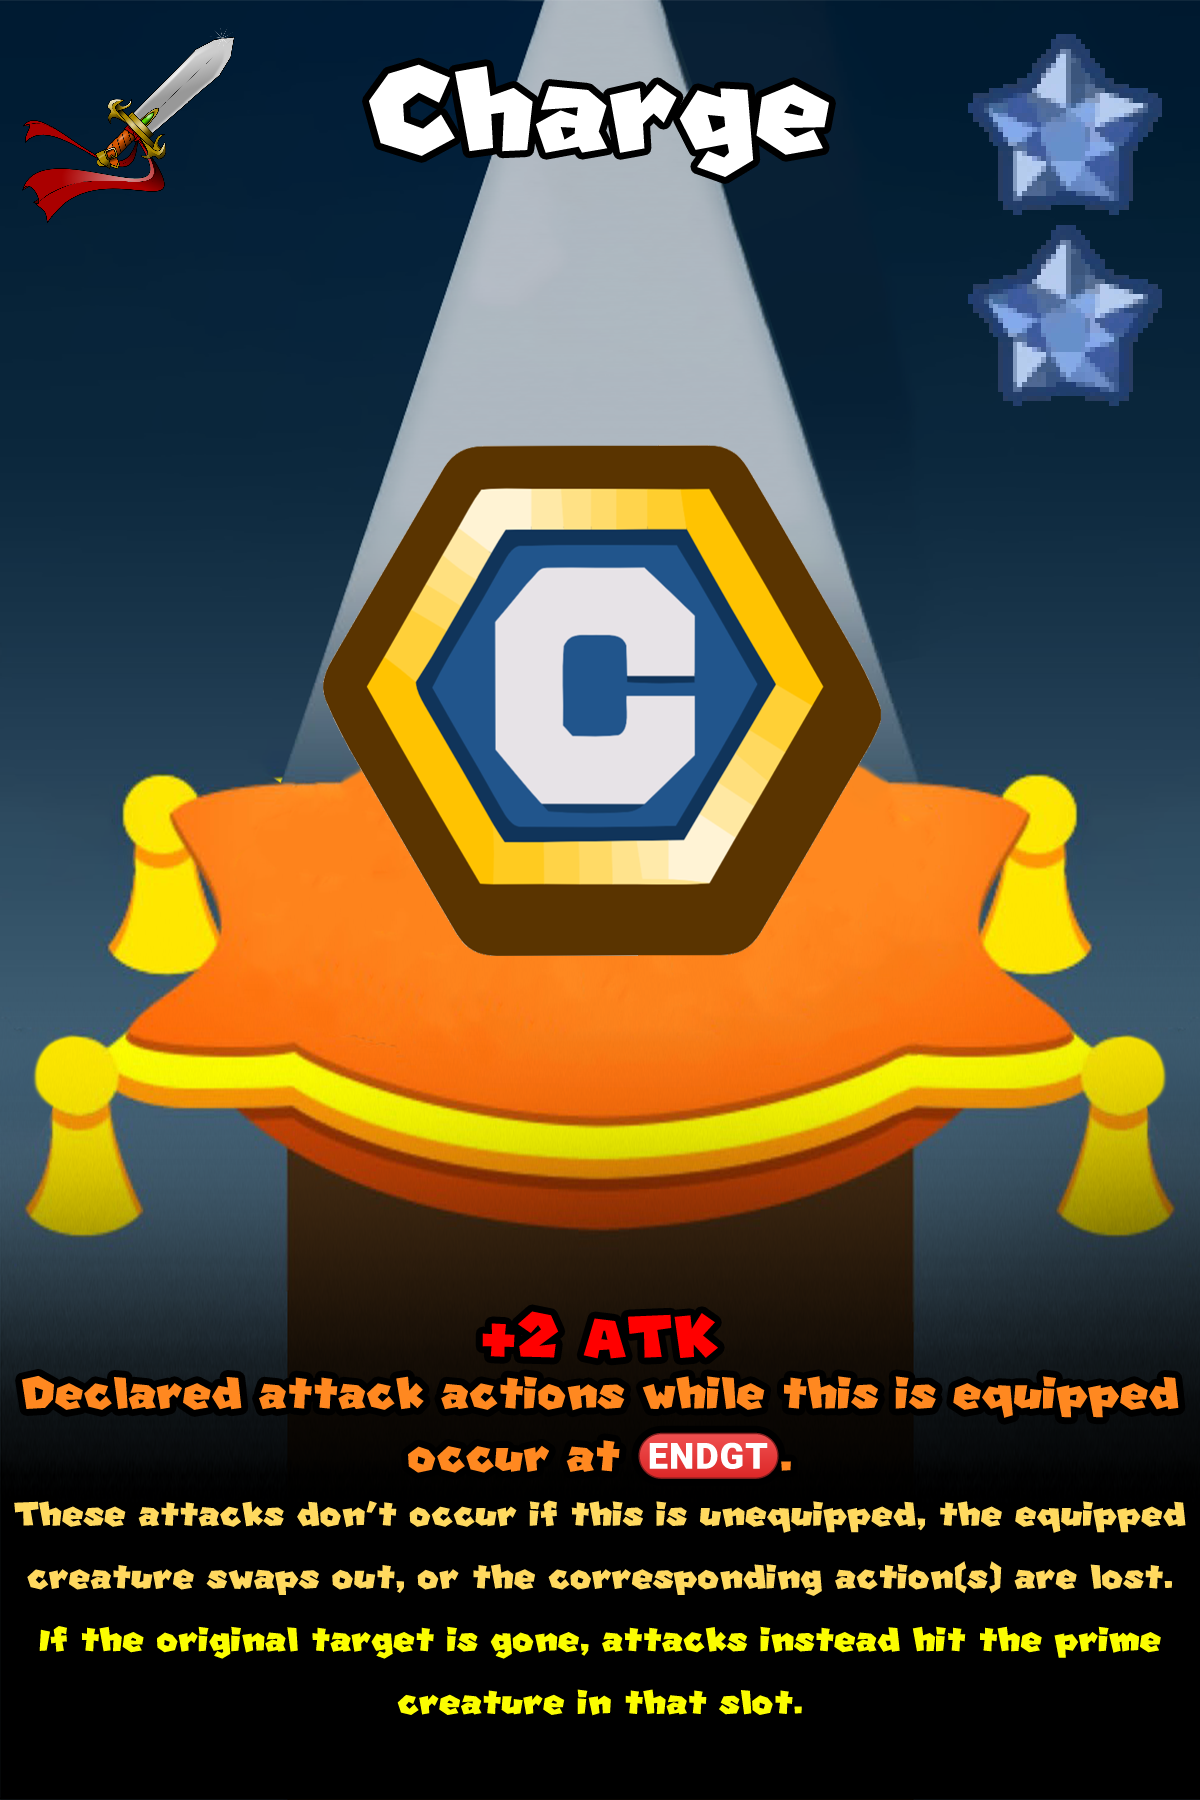 Charge
C
+2 ATK
Declared attack actions while this is equipped
occur at ENDGT.
These attacks don't occur if this is unequipped, the equipped
creature swaps out, or the corresponding action(s) are lost.
If the original target is gone, attacks instead hit the prime
creature in that slot.